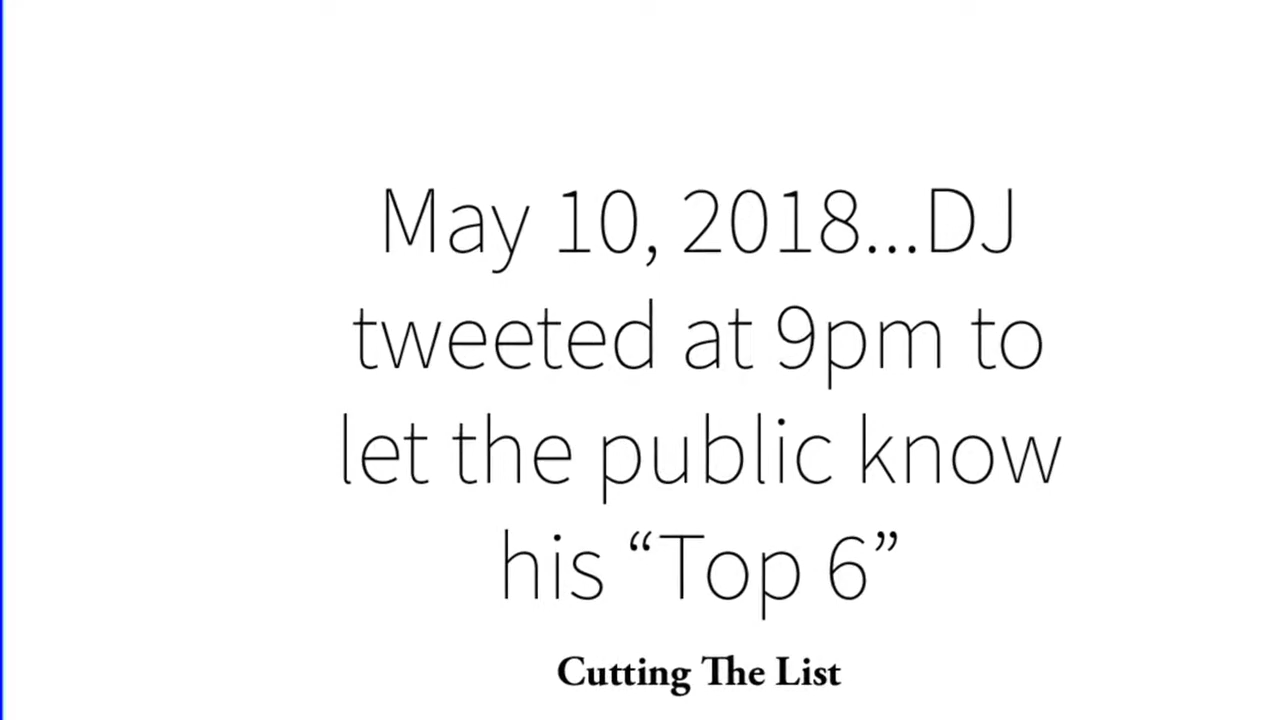 May 10, 2018...DJ
tweeted at 9pm to
let the public know
his “Top 6”
Cutting The List